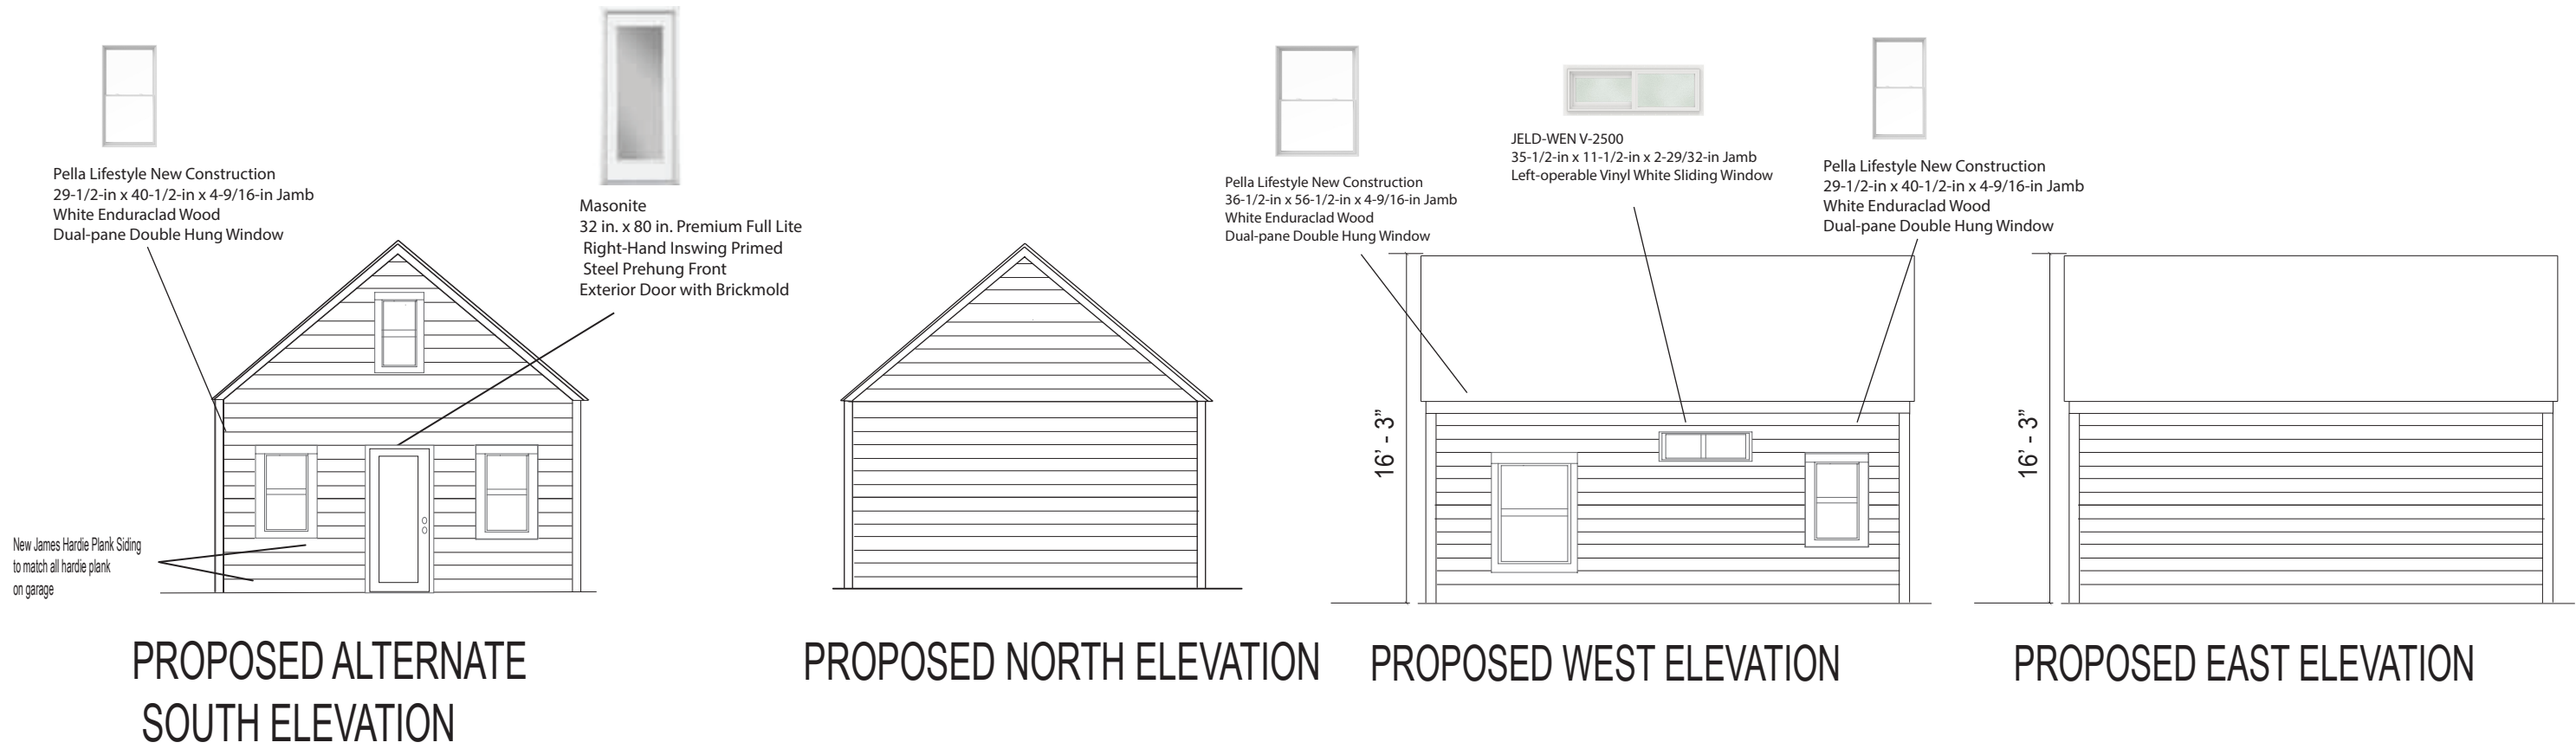 Pella Lifestyle New Construction
29-1/2-in x 40-1/2-in x 4-9/16-in Jamb
White Enduraclad Wood
Dual-pane Double Hung Window
Masonite
32 in. x 80 in. Premium Full Lite
Right-Hand Inswing Primed
Steel Prehung Front
Exterior Door with Brickmold
New James Hardie Plank Siding
to match all hardie plank
on garage
PROPOSED ALTERNATE
SOUTH ELEVATION
PROPOSED NORTH ELEVATION
Pella Lifestyle New Construction
36-1/2-in x 56-1/2-in x 4-9/16-in Jamb
White Enduraclad Wood
Dual-pane Double Hung Window
JELD-WEN V-2500
35-1/2-in x 11-1/2-in x 2-29/32-in Jamb
Left-operable Vinyl White Sliding Window
Pella Lifestyle New Construction
29-1/2-in x 40-1/2-in x 4-9/16-in Jamb
White Enduraclad Wood
Dual-pane Double Hung Window
16’ - 3”
PROPOSED WEST ELEVATION
16’ - 3”
PROPOSED EAST ELEVATION